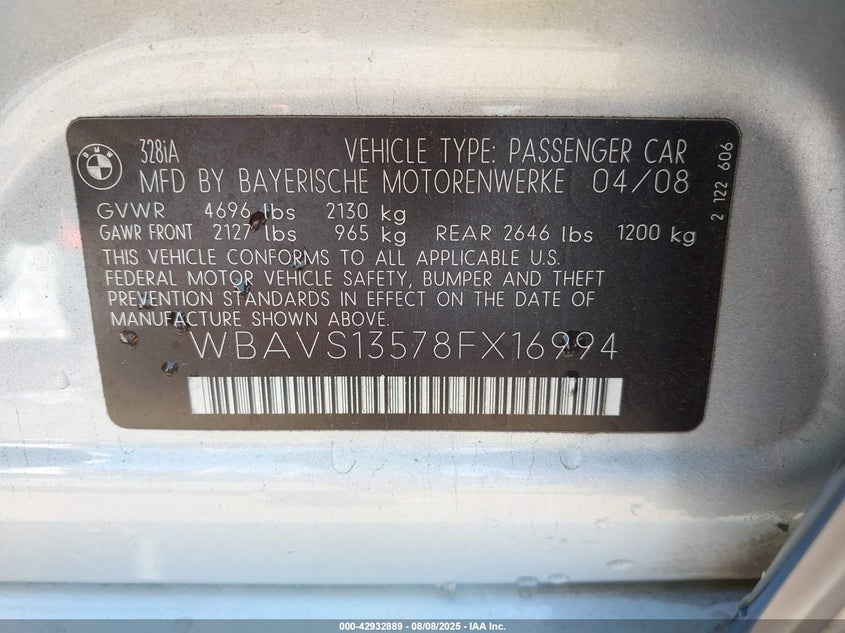 BMW
328iA VEHICLE TYPE: PASSENGER CAR
MFD BY BAYERISCHE MOTORENWERKE 04/08
GVWR 4696 lbs 2130 kg
GAWR FRONT 2127 lbs 965 kg REAR 2646 lbs 1200 kg
THIS VEHICLE CONFORMS TO ALL APPLICABLE U.S.
FEDERAL MOTOR VEHICLE SAFETY, BUMPER AND THEFT
PREVENTION STANDARDS IN EFFECT ON THE DATE OF
MANUFACTURE SHOWN ABOVE.
WBAVS13578FX16994
2 122 606
000-42932889 - 08/08/2025 - IAA Inc.